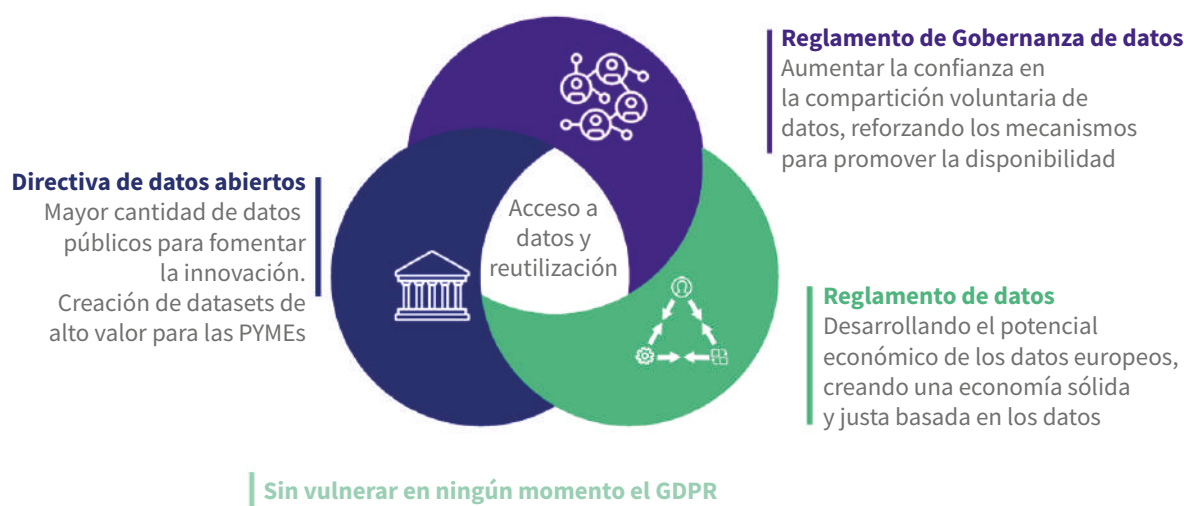 Reglamento de Gobernanza de datos
Aumentar la confianza en
la compartición voluntaria de
datos, reforzando los mecanismos
para promover la disponibilidad
Directiva de datos abiertos
Mayor cantidad de datos
públicos para fomentar
la innovación.
Creación de datasets de
alto valor para las PYMEs
Acceso a
datos y
reutilización
Reglamento de datos
Desarrollando el potencial
económico de los datos europeos,
creando una economía sólida
y justa basada en los datos
Sin vulnerar en ningún momento el GDPR